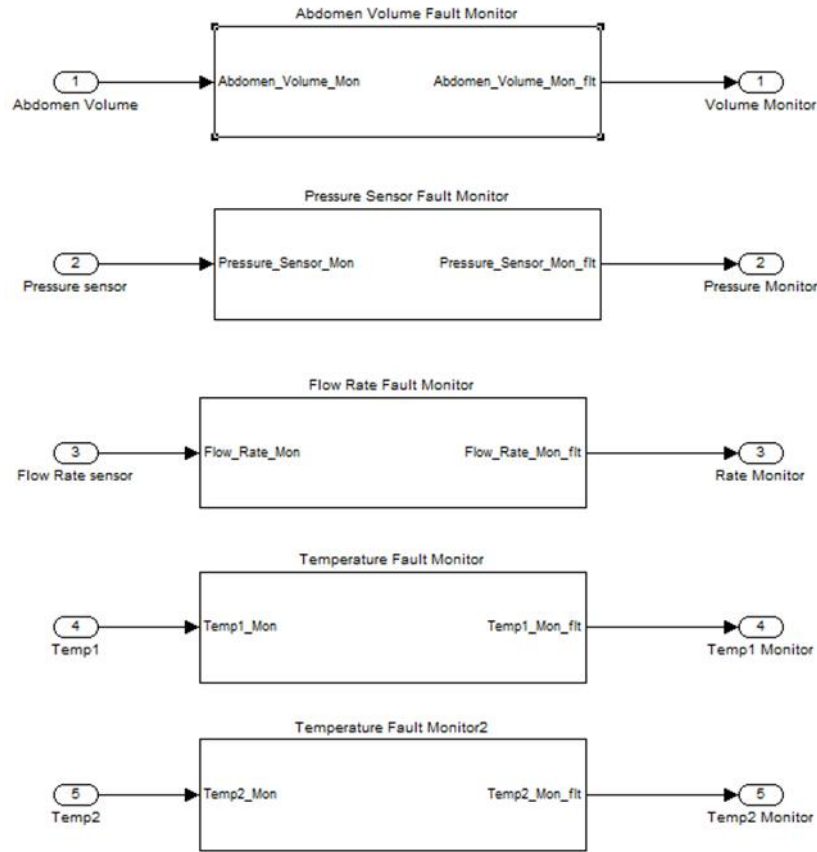 Abdomen Volume Fault Monitor
1
Abdomen_Volume_Mon
Abdomen_Volume_Mon_flt
1
Abdomen Volume
Volume Monitor
Pressure Sensor Fault Monitor
2
Pressure_Sensor_Mon
Pressure_Sensor_Mon_flt
2
Pressure sensor
Pressure Monitor
Flow Rate Fault Monitor
3
Flow_Rate_Mon
Flow_Rate_Mon_flt
3
Flow Rate sensor
Rate Monitor
Temperature Fault Monitor
4
Temp1_Mon
Temp1_Mon_flt
4
Temp1
Temp1 Monitor
Temperature Fault Monitor2
5
Temp2_Mon
Temp2_Mon_flt
5
Temp2
Temp2 Monitor